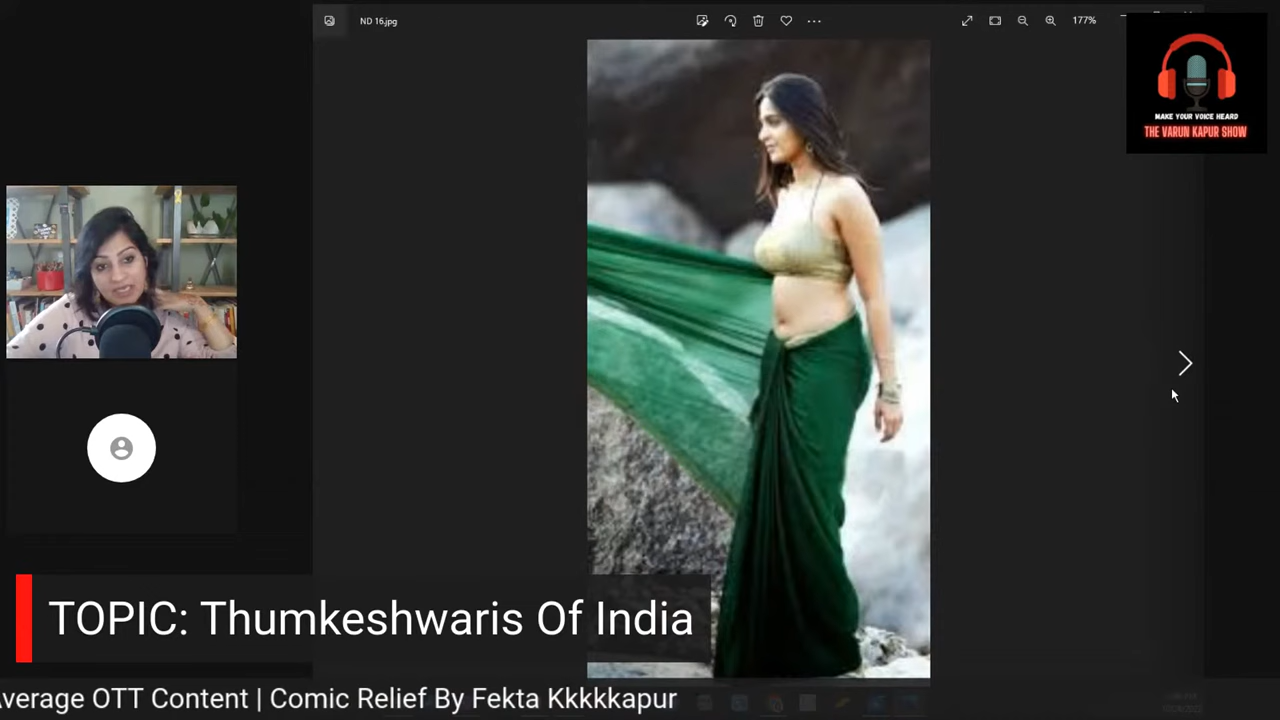 ND 16.jpg
177%
MAKE YOUR VOICE HEARD
THE VARUN KAPUR SHOW
TOPIC: Thumkeshwaris Of India
Average OTT Content | Comic Relief By Fekta Kkkkkapur